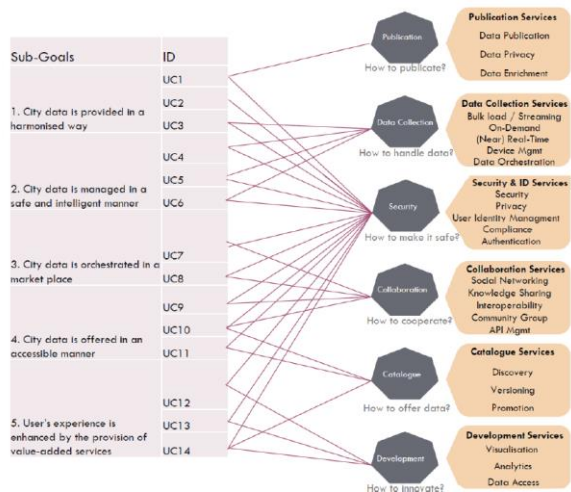 Sub-Goals
ID
UC1
UC2
1. City data is provided in a
harmonised way
UC3
UC4
UC5
2. City data is managed in a
safe and intelligent manner
UC6
UC7
3. City data is orchestrated in a
market place
UC8
UC9
UC10
4. City data is offered in an
accessible manner
UC11
UC12
UC13
5. User's experience is
enhanced by the provision of
value-added services
UC14
Publication
How to publicate?
Data Collection
How to handle data?
Security
How to make it safe?
Collaboration
How to cooperate?
Catalogue
How to offer data?
Development
How to innovate?
Publication Services
Data Publication
Data Privacy
Data Enrichment
Data Collection Services
Bulk load / Streaming
On-Demand
(Near) Real-Time
Device Mgmt
Data Orchestration
Security & ID Services
Security
Privacy
User Identity Managment
Compliance
Authentication
Collaboration Services
Social Networking
Knowledge Sharing
Interoperability
Community Group
API Mgmt
Catalogue Services
Discovery
Versioning
Promotion
Development Services
Visualisation
Analytics
Data Access